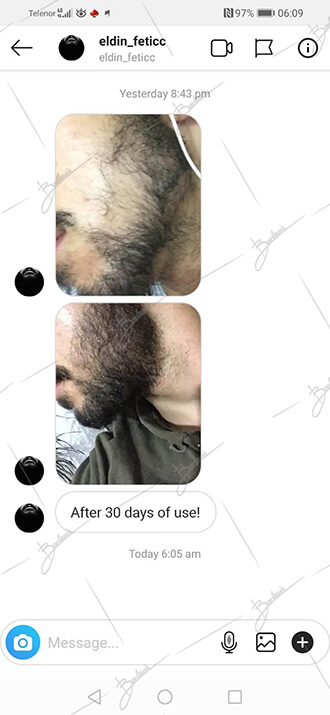 Telenor 97% 06:09
eldin_feticc
eldin_feticc
Yesterday 8:43 pm
After 30 days of use!
Today 6:05 am
Message...